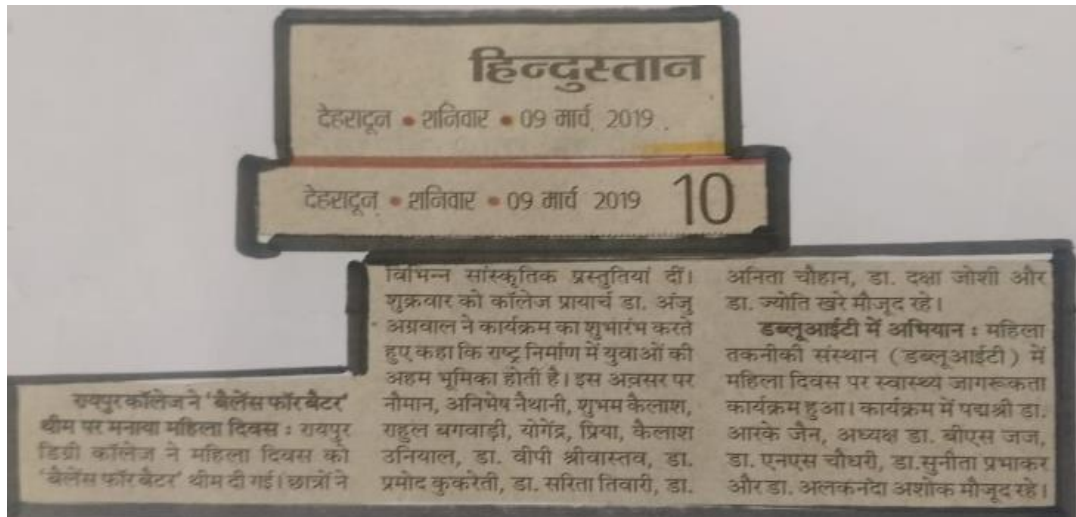 हिन्दुस्तान
देहरादून • शनिवार • 09 मार्च, 2019
देहरादून • शनिवार • 09 मार्च 2019 10
रायपुर कॉलेज ने 'बैलेंस फॉर बैटर'
थीम पर मनाया महिला दिवस : रायपुर
डिग्री कॉलेज ने महिला दिवस को
'बैलेंस फॉर बैटर' थीम दी गई। छात्रों ने
विभिन्न सांस्कृतिक प्रस्तुतियां दीं।
शुक्रवार को कॉलेज प्रायार्च डा. अंजु
अग्रवाल ने कार्यक्रम का शुभारंभ करते
हुए कहा कि राष्ट्र निर्माण में युवाओं की
अहम भूमिका होती है। इस अवसर पर
नौमान, अनिभेष नैथानी, शुभम कैलाश,
राहुल बगवाड़ी, योगेंद्र, प्रिया, कैलाश
उनियाल, डा. वीपी श्रीवास्तव, डा.
प्रमोद कुकरेती, डा. सरिता तिवारी, डा.
अनिता चौहान, डा. दक्षा जोशी और
डा. ज्योति खरे मौजूद रहे।
डब्लूआईटी में अभियान : महिला
तकनीकी संस्थान (डब्लूआईटी) में
महिला दिवस पर स्वास्थ्य जागरूकता
कार्यक्रम हुआ। कार्यक्रम में पद्मश्री डा.
आरके जैन, अध्यक्ष डा. बीएस जज,
डा. एनएस चौधरी, डा.सुनीता प्रभाकर
और डा. अलकनंदा अशोक मौजूद रहे।